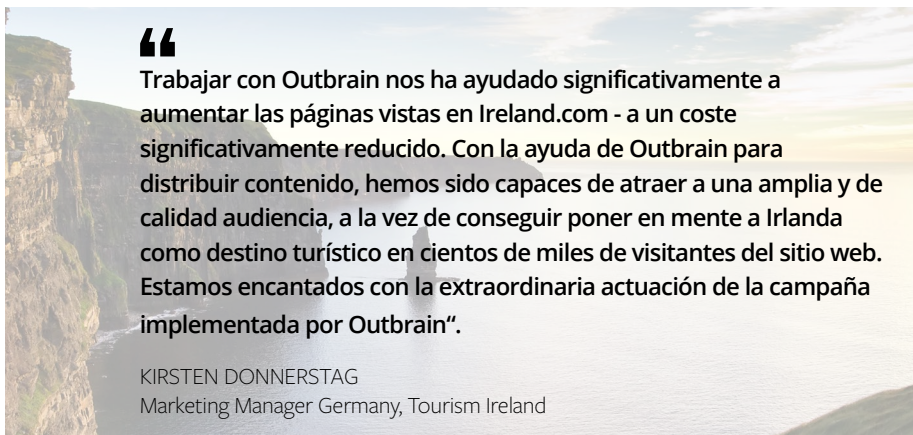 “
Trabajar con Outbrain nos ha ayudado significativamente a
aumentar las páginas vistas en Ireland.com - a un coste
significativamente reducido. Con la ayuda de Outbrain para
distribuir contenido, hemos sido capaces de atraer a una amplia y de
calidad audiencia, a la vez de conseguir poner en mente a Irlanda
como destino turístico en cientos de miles de visitantes del sitio web.
Estamos encantados con la extraordinaria actuación de la campaña
implementada por Outbrain“.
KIRSTEN DONNERSTAG
Marketing Manager Germany, Tourism Ireland